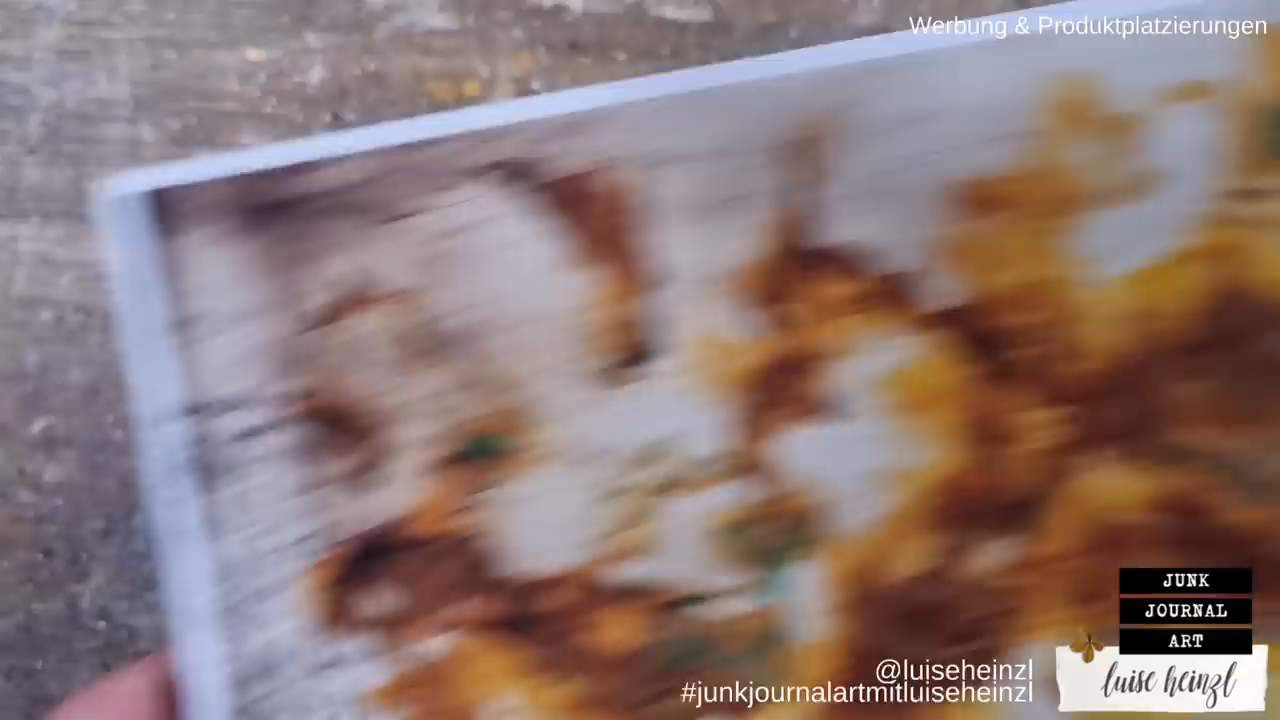 Werbung & Produktplatzierungen
JUNK
JOURNAL
ART
@luiseheinzl
#junkjournalartmitluiseheinzl
luise heinzl